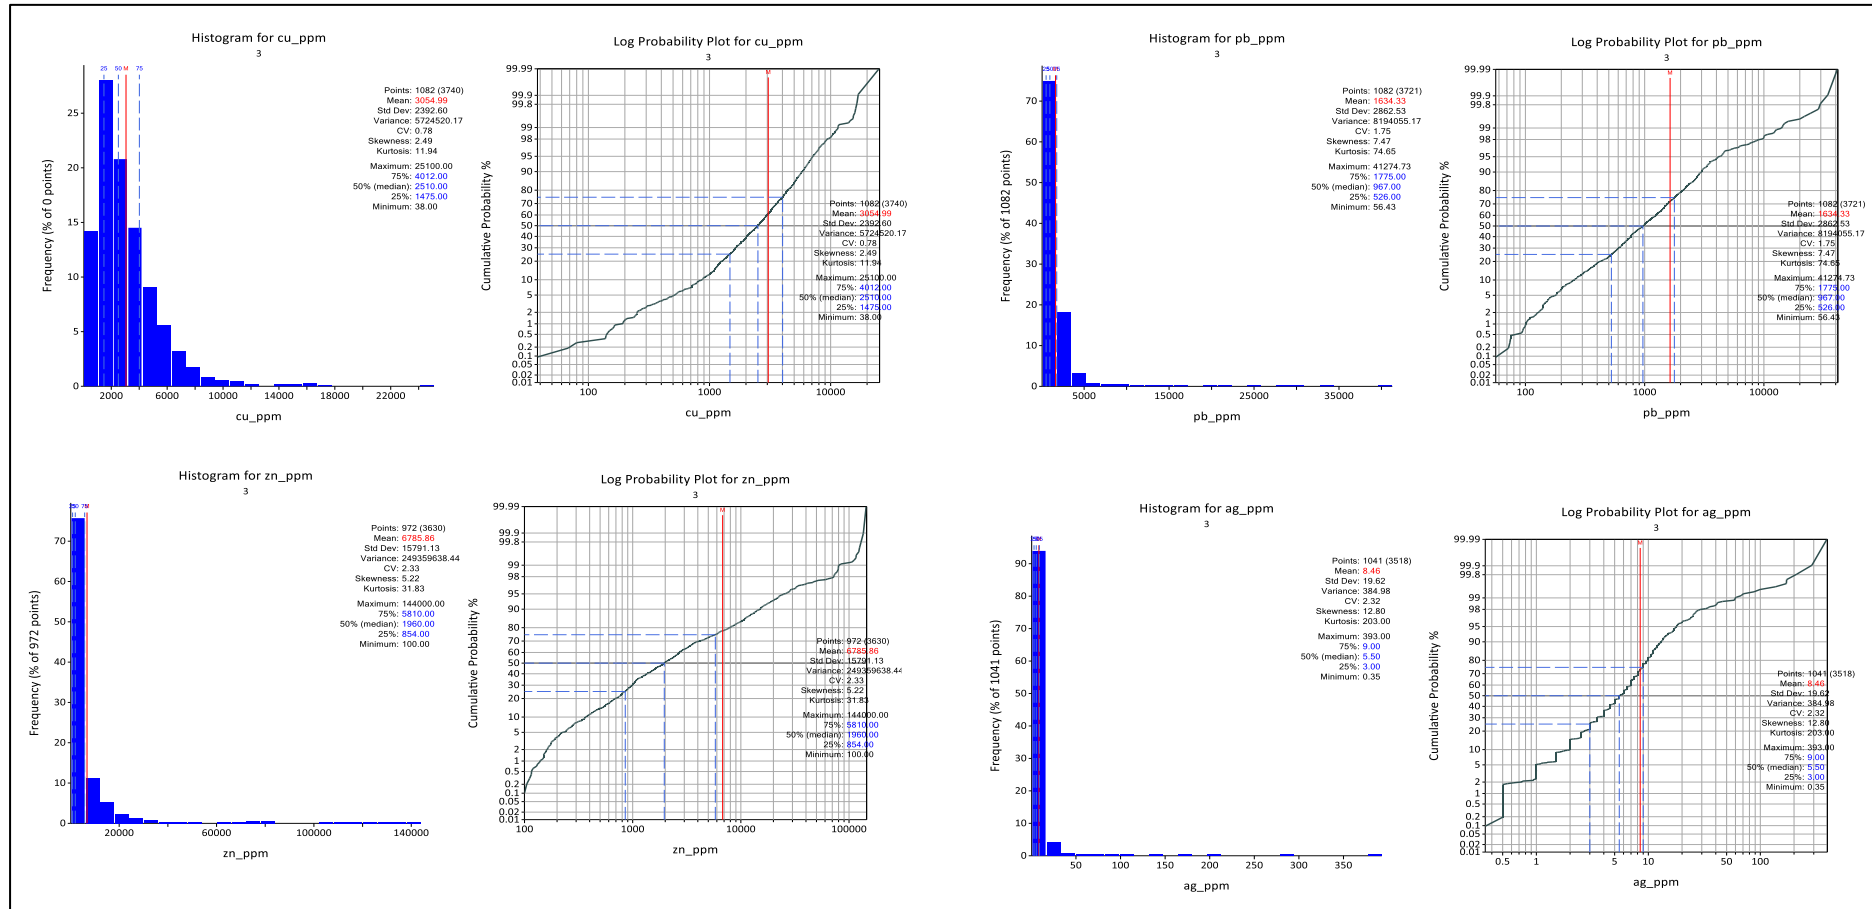 Histogram for cu_ppm
3
25
50
M
75
Frequency (% of 0 points)
25
20
15
10
5
0
2000 6000 10000 14000 18000 22000
cu_ppm
Points: 1082 (3740)
Mean: 3054.99
Std Dev: 2392.60
Variance: 5724520.17
CV: 0.78
Skewness: 2.49
Kurtosis: 11.94
Maximum: 25100.00
75%: 4012.00
50% (median): 2510.00
25%: 1475.00
Minimum: 38.00
Log Probability Plot for cu_ppm
3
M
Cumulative Probability %
99.99
99.9
99.8
99
98
95
90
80
70
60
50
40
30
20
10
5
2
1
0.5
0.2
0.1
0.05
0.02
0.01
100 1000 10000
cu_ppm
Points: 1082 (3740)
Mean: 3054.99
Std Dev: 2392.60
Variance: 5724520.17
CV: 0.78
Skewness: 2.49
Kurtosis: 11.94
Maximum: 25100.00
75%: 4012.00
50% (median): 2510.00
25%: 1475.00
Minimum: 38.00
Histogram for pb_ppm
3
Frequency (% of 1082 points)
70
60
50
40
30
20
10
0
5000 15000 25000 35000
pb_ppm
Points: 1082 (3721)
Mean: 1634.33
Std Dev: 2862.53
Variance: 8194055.17
CV: 1.75
Skewness: 7.47
Kurtosis: 74.65
Maximum: 41274.73
75%: 1775.00
50% (median): 967.00
25%: 526.00
Minimum: 56.43
Log Probability Plot for pb_ppm
3
M
Cumulative Probability %
99.99
99.9
99.8
99
98
95
90
80
70
60
50
40
30
20
10
5
2
1
0.5
0.2
0.1
0.05
0.02
0.01
100 1000 10000
pb_ppm
Points: 1082 (3721)
Mean: 1634.33
Std Dev: 2862.53
Variance: 8194055.17
CV: 1.75
Skewness: 7.47
Kurtosis: 74.65
Maximum: 41274.73
75%: 1775.00
50% (median): 967.00
25%: 526.00
Minimum: 56.43
Histogram for zn_ppm
3
Frequency (% of 972 points)
70
60
50
40
30
20
10
0
20000 60000 100000 140000
zn_ppm
Points: 972 (3630)
Mean: 6785.86
Std Dev: 15791.13
Variance: 249359638.44
CV: 2.33
Skewness: 5.22
Kurtosis: 31.83
Maximum: 144000.00
75%: 5810.00
50% (median): 1960.00
25%: 854.00
Minimum: 100.00
Log Probability Plot for zn_ppm
3
M
Cumulative Probability %
99.99
99.9
99.8
99
98
95
90
80
70
60
50
40
30
20
10
5
2
1
0.5
0.2
0.1
0.05
0.02
0.01
100 1000 10000 100000
zn_ppm
Points: 972 (3630)
Mean: 6785.86
Std Dev: 15791.13
Variance: 249359638.44
CV: 2.33
Skewness: 5.22
Kurtosis: 31.83
Maximum: 144000.00
75%: 5810.00
50% (median): 1960.00
25%: 854.00
Minimum: 100.00
Histogram for ag_ppm
3
Frequency (% of 1041 points)
90
80
70
60
50
40
30
20
10
0
50 100 150 200 250 300 350
ag_ppm
Points: 1041 (3518)
Mean: 8.46
Std Dev: 19.62
Variance: 384.98
CV: 2.32
Skewness: 12.80
Kurtosis: 203.00
Maximum: 393.00
75%: 9.00
50% (median): 5.50
25%: 3.00
Minimum: 0.35
Log Probability Plot for ag_ppm
3
M
Cumulative Probability %
99.99
99.9
99.8
99
98
95
90
80
70
60
50
40
30
20
10
5
2
1
0.5
0.2
0.1
0.05
0.02
0.01
0.5 1 5 10 50 100
ag_ppm
Points: 1041 (3518)
Mean: 8.46
Std Dev: 19.62
Variance: 384.98
CV: 2.32
Skewness: 12.80
Kurtosis: 203.00
Maximum: 393.00
75%: 9.00
50% (median): 5.50
25%: 3.00
Minimum: 0.35